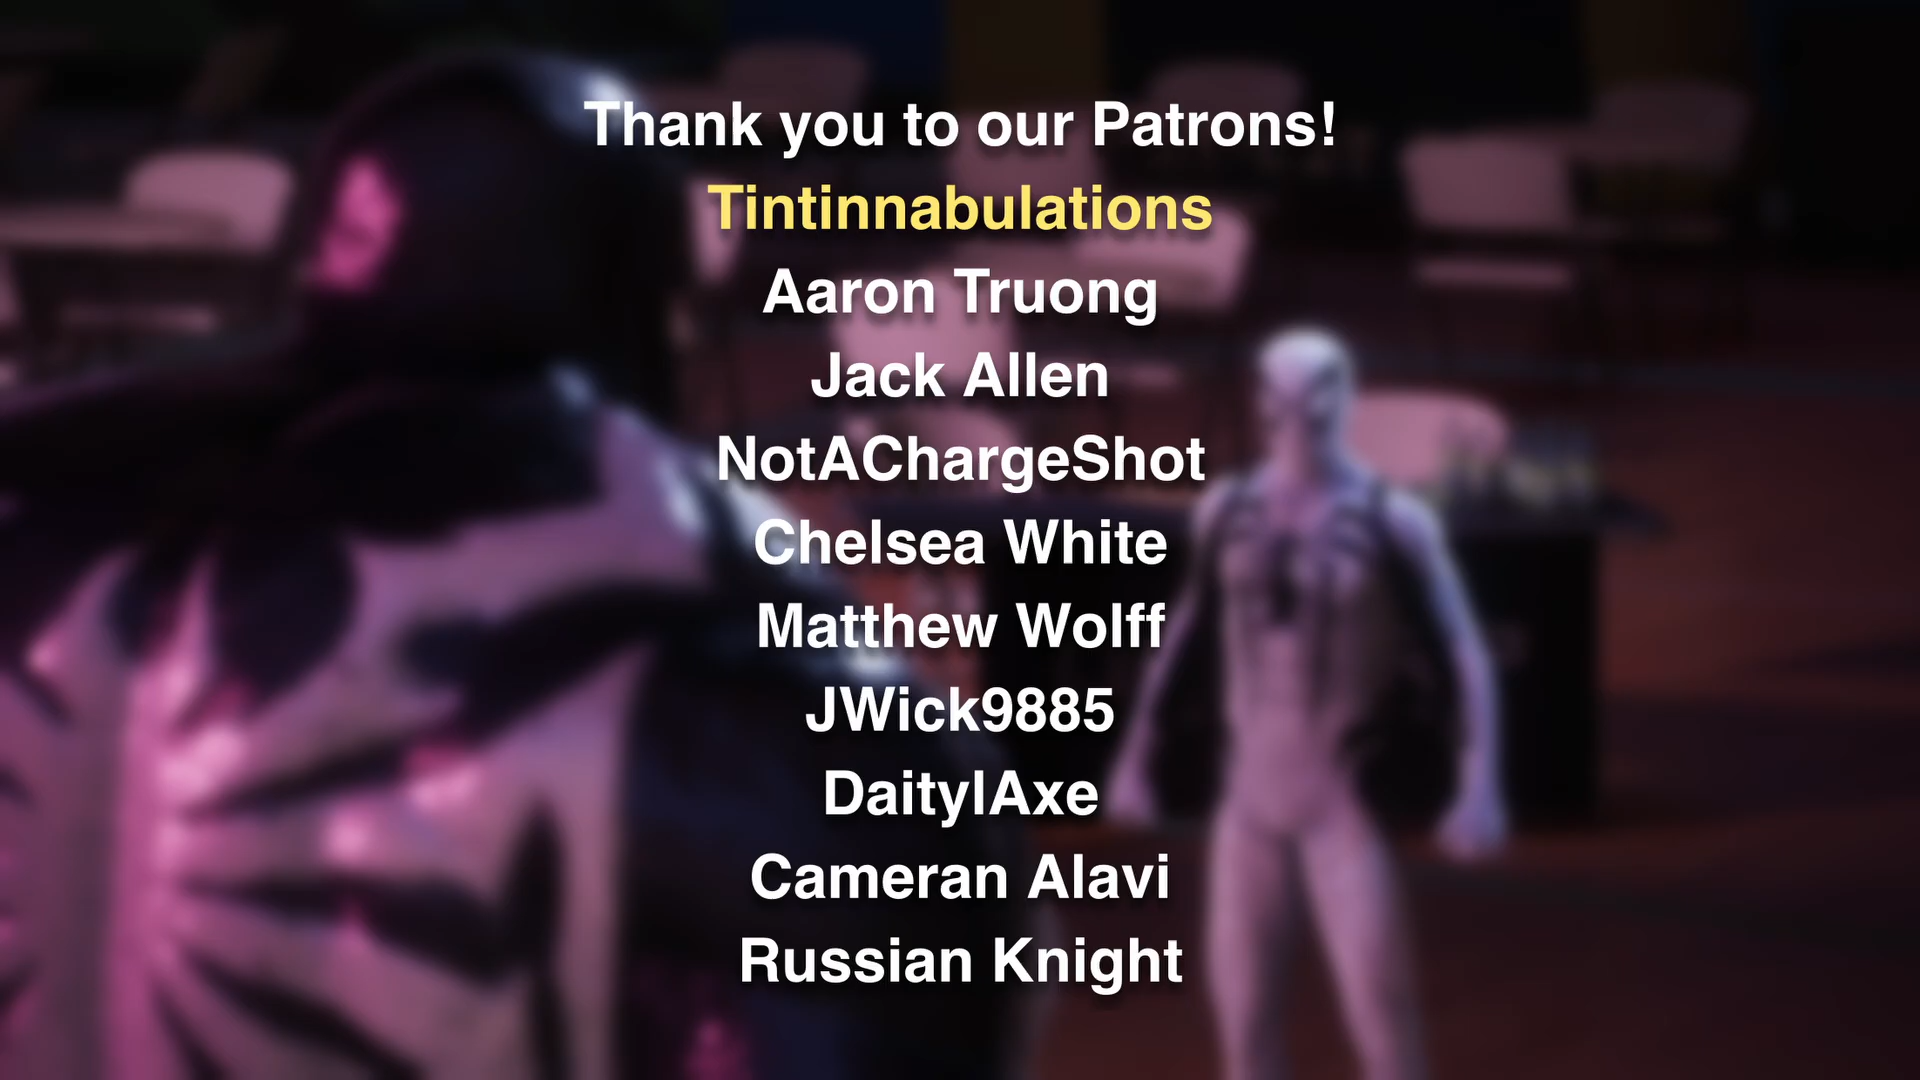 Thank you to our Patrons!
Tintinnabulations
Aaron Truong
Jack Allen
NotAChargeShot
Chelsea White
Matthew Wolff
JWick9885
DaitylAxe
Cameran Alavi
Russian Knight